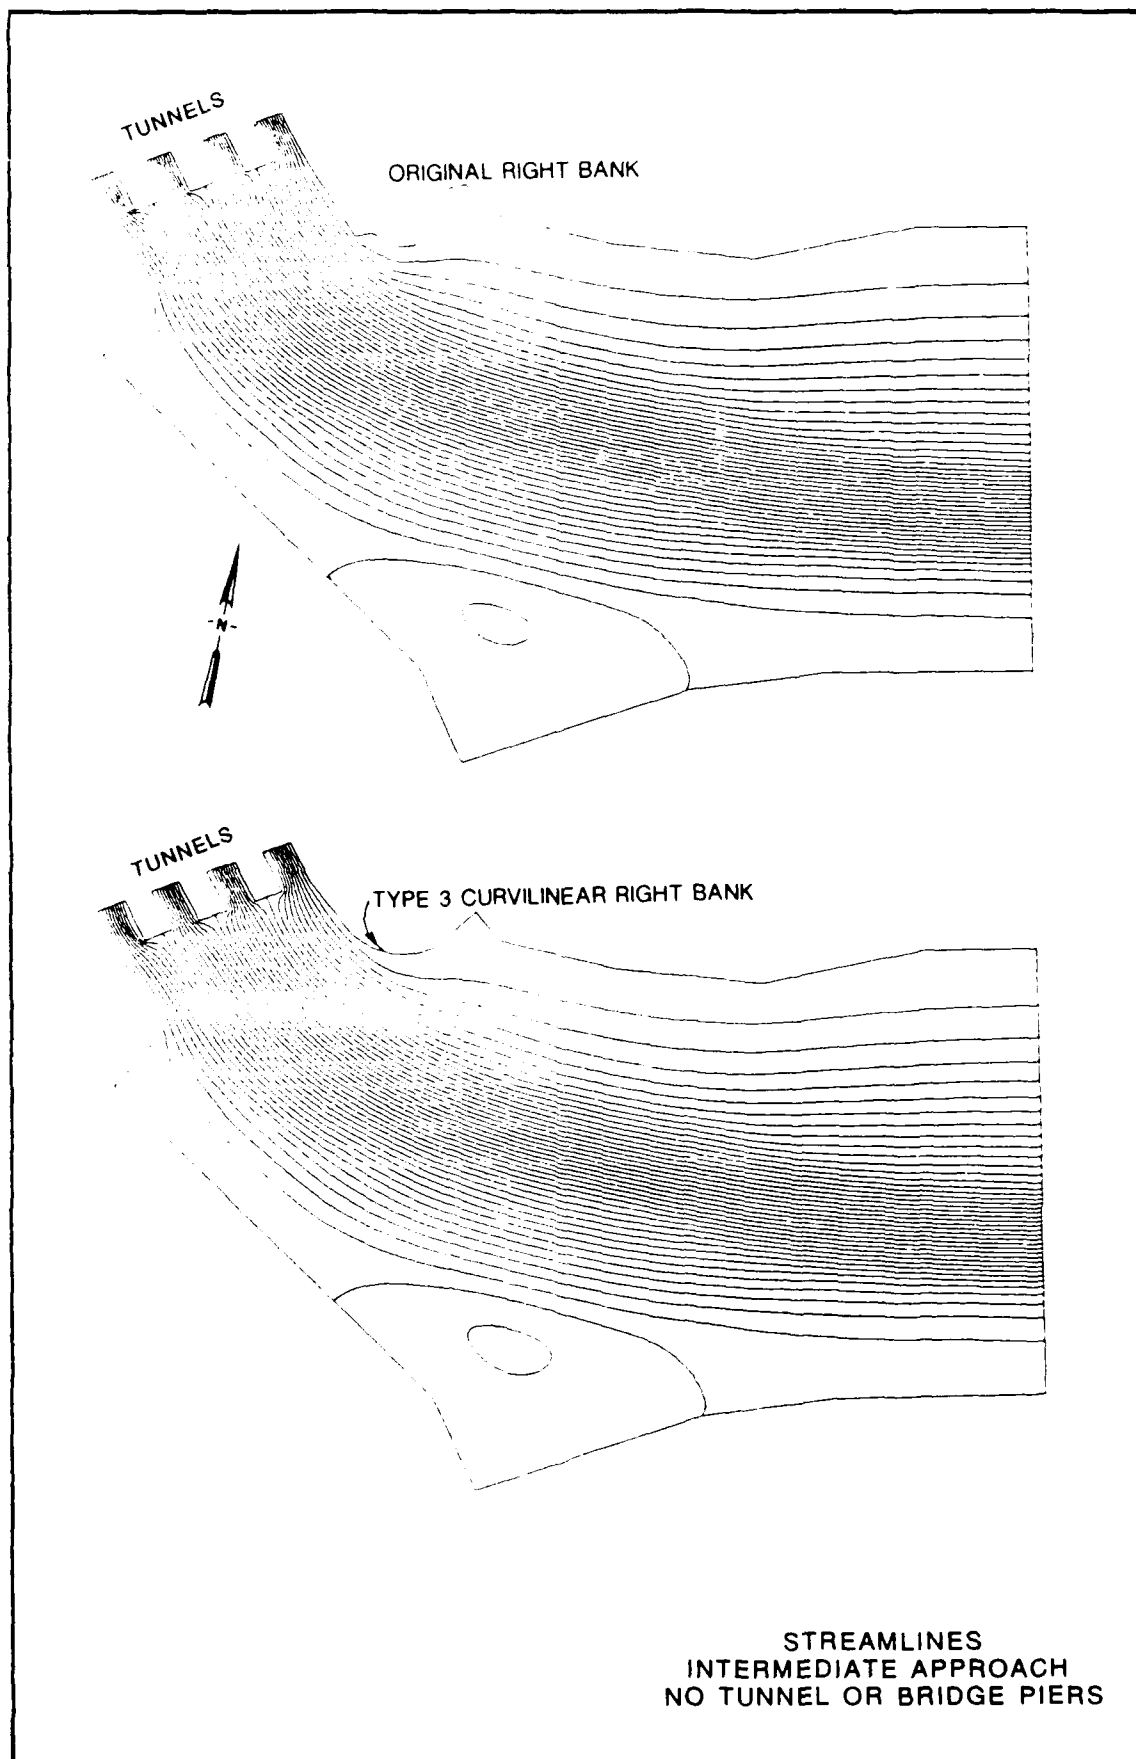 TUNNELS
ORIGINAL RIGHT BANK
N
TUNNELS
TYPE 3 CURVILINEAR RIGHT BANK
STREAMLINES
INTERMEDIATE APPROACH
NO TUNNEL OR BRIDGE PIERS